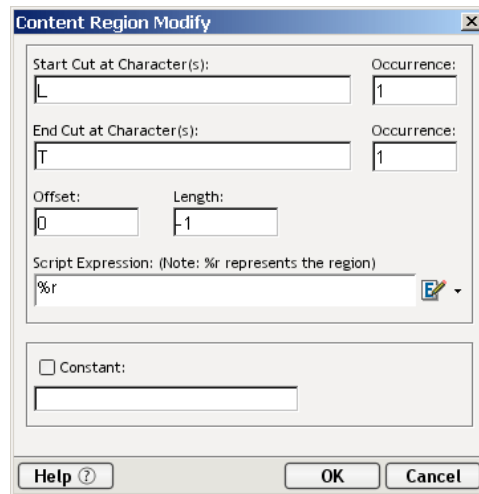 Content Region Modify
Start Cut at Character(s): Occurrence:
L 1
End Cut at Character(s): Occurrence:
T 1
Offset: Length:
0 -1
Script Expression: (Note: %r represents the region)
%r
Constant:
Help ? OK Cancel